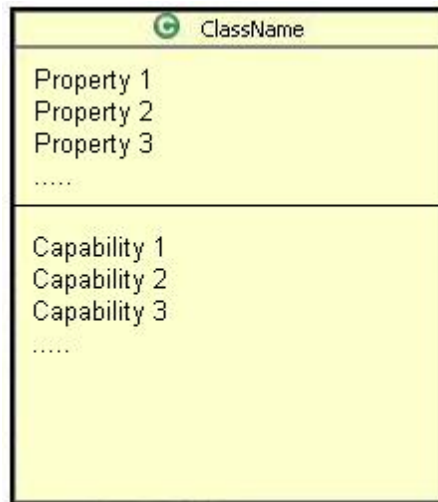 C ClassName
Property 1
Property 2
Property 3
.....
Capability 1
Capability 2
Capability 3
.....